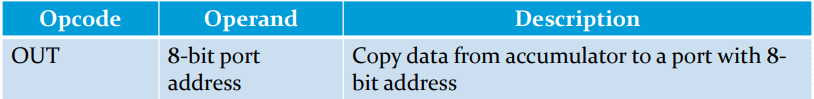 Opcode Operand Description
OUT 8-bit port Copy data from accumulator to a port with 8-
address bit address